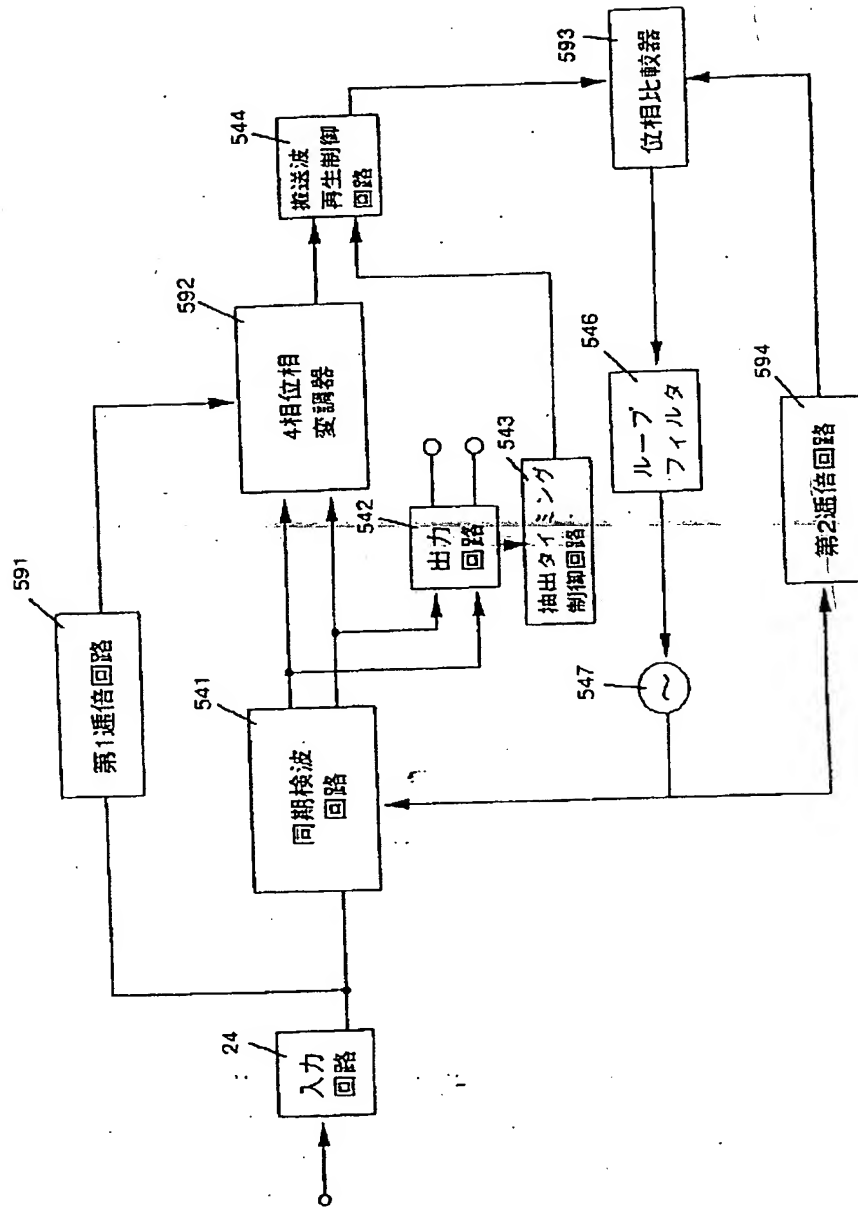 591
第1逓倍回路
24
入力
回路
541
同期検波
回路
592
4相位相
変調器
544
搬送波
再生制御
回路
542
出力
回路
543
抽出タイミング
制御回路
593
位相比較器
546
ループ
フィルタ
547
~
594
第2逓倍回路